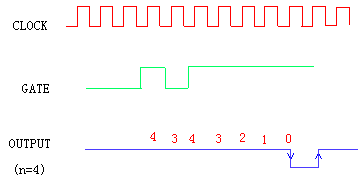 CLOCK
GATE
4 3 4 3 2 1 0
OUTPUT
(n=4)